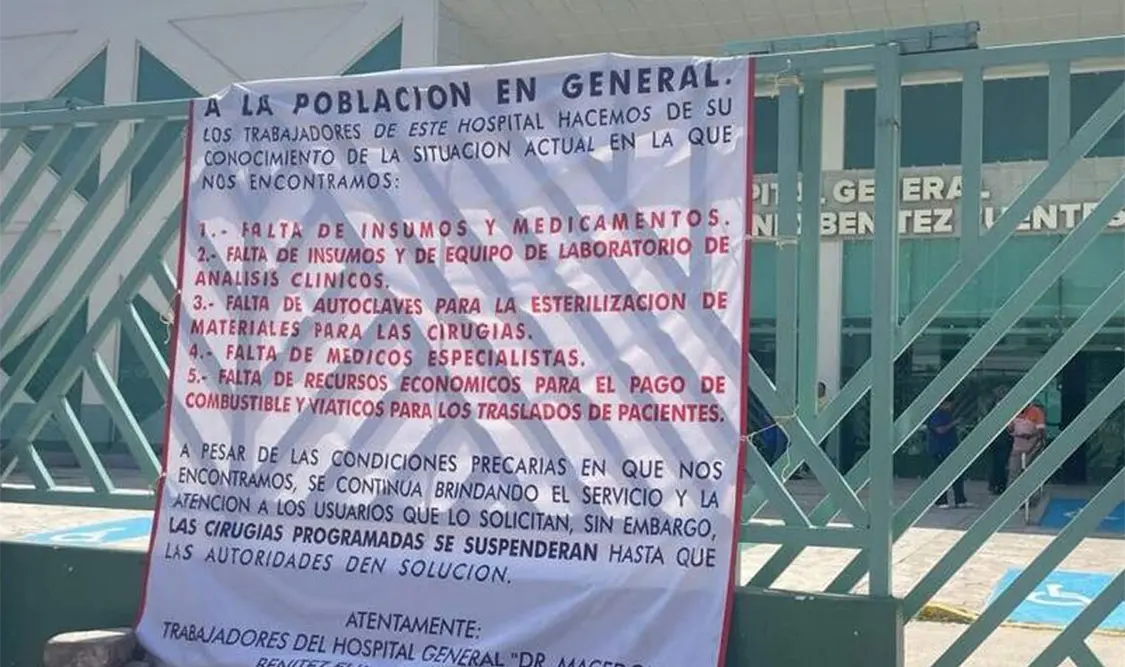 A LA POBLACION EN GENERAL.
LOS TRABAJADORES DE ESTE HOSPITAL HACEMOS DE SU
CONOCIMIENTO DE LA SITUACION ACTUAL EN LA QUE
NOS ENCONTRAMOS:
1.- FALTA DE INSUMOS Y MEDICAMENTOS.
2.- FALTA DE INSUMOS Y DE EQUIPO DE LABORATORIO DE
ANALISIS CLINICOS.
3.- FALTA DE AUTOCLAVES PARA LA ESTERILIZACION DE
MATERIALES PARA LAS CIRUGIAS.
4.- FALTA DE MEDICOS ESPECIALISTAS.
5.- FALTA DE RECURSOS ECONOMICOS PARA EL PAGO DE
COMBUSTIBLE Y VIATICOS PARA LOS TRASLADOS DE PACIENTES.
A PESAR DE LAS CONDICIONES PRECARIAS EN QUE NOS
ENCONTRAMOS, SE CONTINUA BRINDANDO EL SERVICIO Y LA
ATENCION A LOS USUARIOS QUE LO SOLICITAN, SIN EMBARGO,
LAS CIRUGIAS PROGRAMADAS SE SUSPENDERAN HASTA QUE
LAS AUTORIDADES DEN SOLUCION.
ATENTAMENTE:
TRABAJADORES DEL HOSPITAL GENERAL "DR.
BENITEZ
PITAL GENERAL
BENITEZ